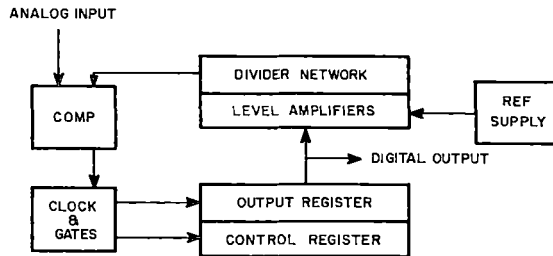 ANALOG INPUT
DIVIDER NETWORK
COMP
LEVEL AMPLIFIERS
REF
SUPPLY
DIGITAL OUTPUT
CLOCK
&
GATES
OUTPUT REGISTER
CONTROL REGISTER